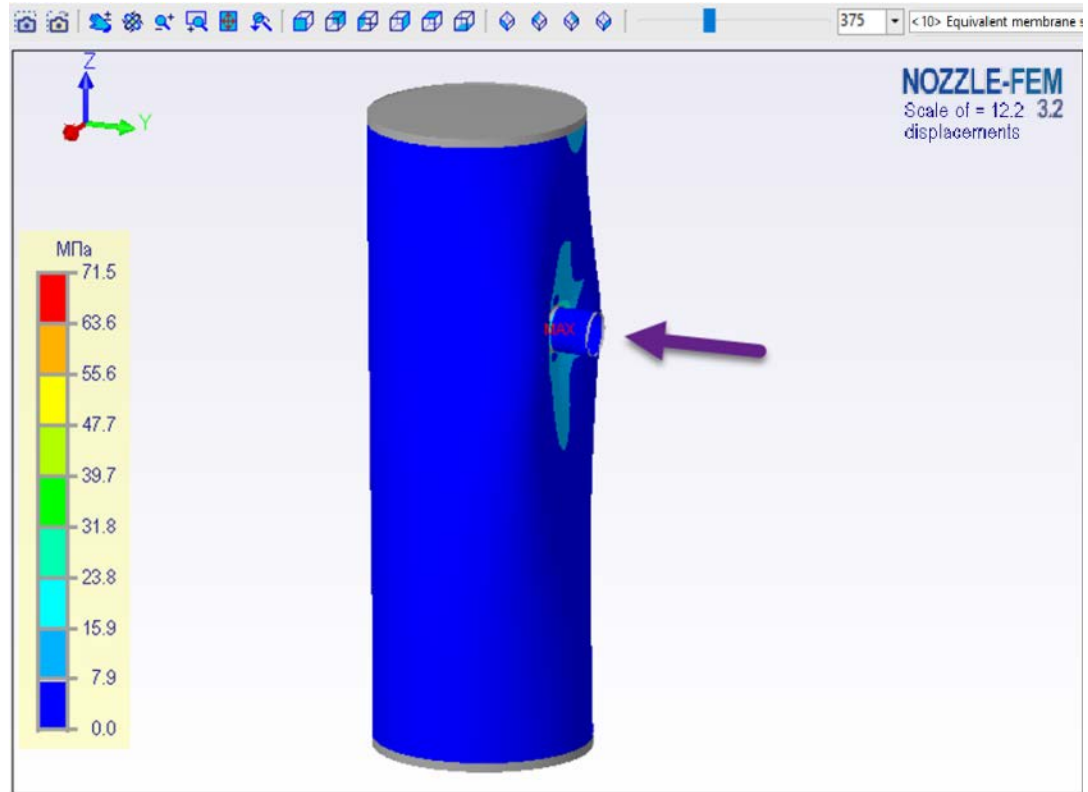 375
<10> Equivalent membrane s
Z
Y
NOZZLE-FEM
Scale of = 12.2 3.2
displacements
МПа
71.5
63.6
55.6
47.7
39.7
31.8
23.8
15.9
7.9
0.0
MAX